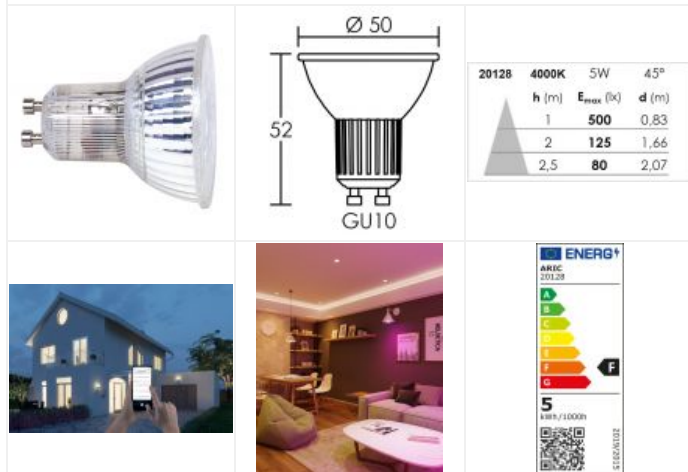 Ø 50
52
GU10
20128 4000K 5W 45°
h (m) Emax (lx) d (m)
1 500 0,83
2 125 1,66
2,5 80 2,07
ENERG
ARIC
20128
A
B
C
D
E
F
G
F
5
kWh/1000h
2019/2015